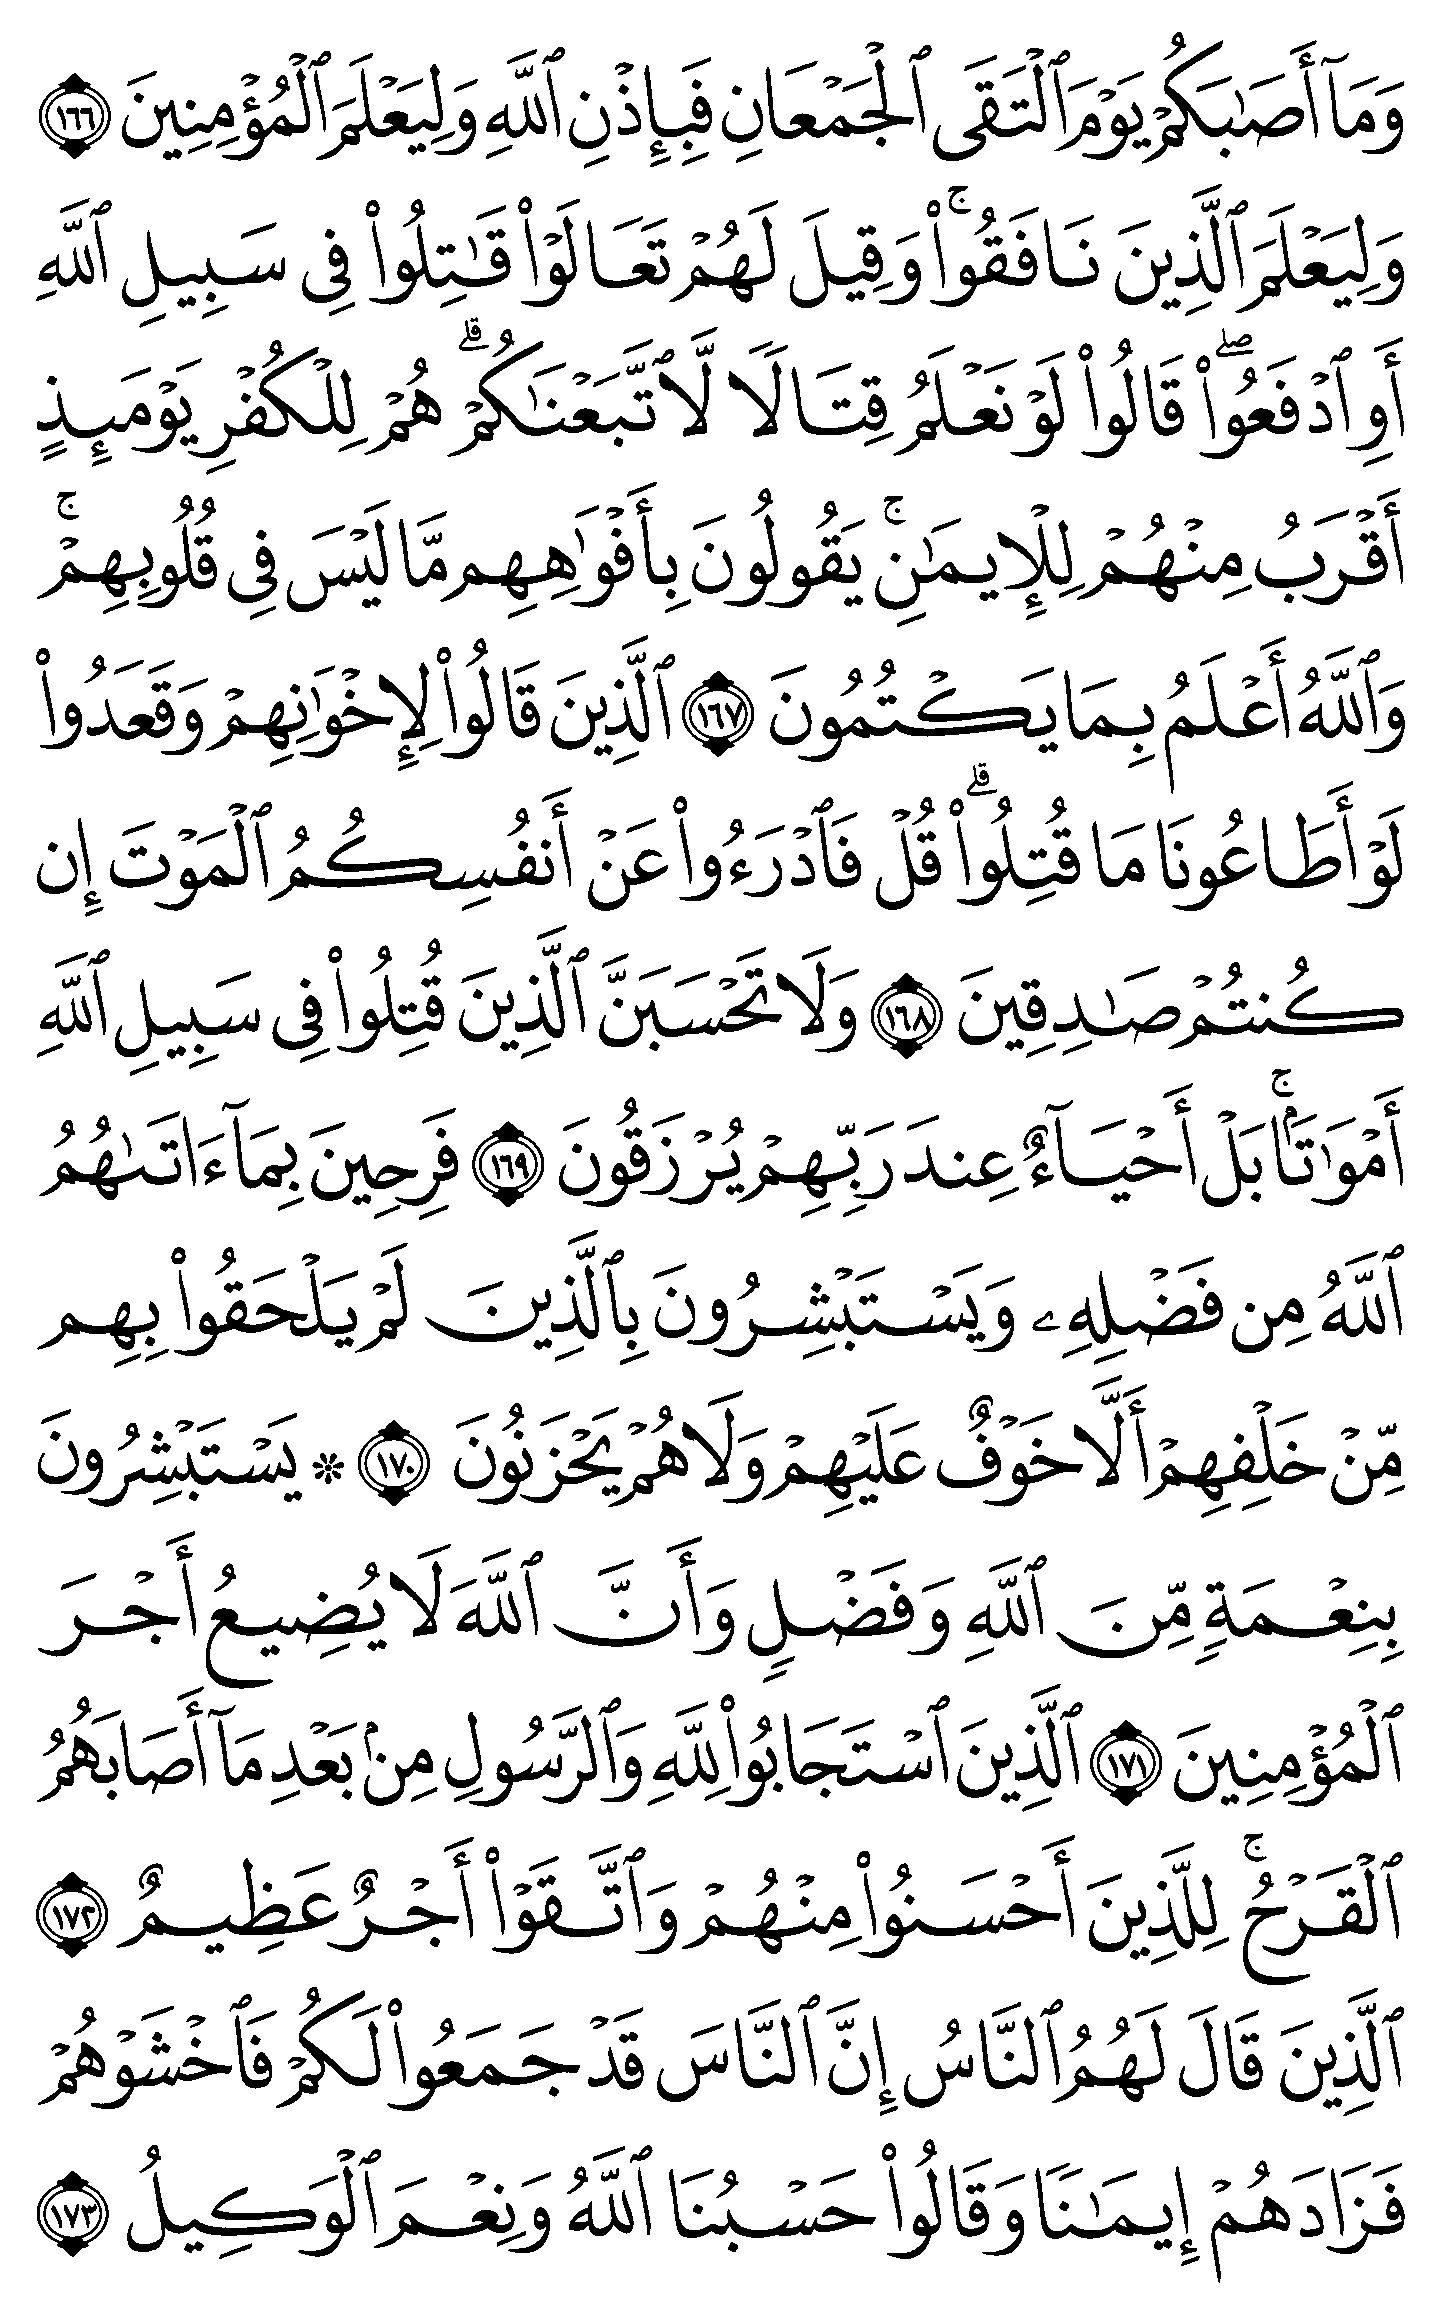 وَمَآ أَصَٰبَكُمۡ يَوۡمَ ٱلۡتَقَى ٱلۡجَمۡعَانِ فَبِإِذۡنِ ٱللَّهِ وَلِيَعۡلَمَ ٱلۡمُؤۡمِنِينَ ١٦٦
وَلِيَعۡلَمَ ٱلَّذِينَ نَافَقُواْۚ وَقِيلَ لَهُمۡ تَعَالَوۡاْ قَٰتِلُواْ فِي سَبِيلِ ٱللَّهِ
أَوِ ٱدۡفَعُواْۖ قَالُواْ لَوۡ نَعۡلَمُ قِتَالٗا لَّٱتَّبَعۡنَٰكُمۡۗ هُمۡ لِلۡكُفۡرِ يَوۡمَئِذٍ
أَقۡرَبُ مِنۡهُمۡ لِلۡإِيمَٰنِۚ يَقُولُونَ بِأَفۡوَٰهِهِم مَّا لَيۡسَ فِي قُلُوبِهِمۡۚ
وَٱللَّهُ أَعۡلَمُ بِمَا يَكۡتُمُونَ ١٦٧ ٱلَّذِينَ قَالُواْ لِإِخۡوَٰنِهِمۡ وَقَعَدُواْ
لَوۡ أَطَاعُونَا مَا قُتِلُواْۗ قُلۡ فَٱدۡرَءُواْ عَنۡ أَنفُسِكُمُ ٱلۡمَوۡتَ إِن
كُنتُمۡ صَٰدِقِينَ ١٦٨ وَلَا تَحۡسَبَنَّ ٱلَّذِينَ قُتِلُواْ فِي سَبِيلِ ٱللَّهِ
أَمۡوَٰتَۢاۚ بَلۡ أَحۡيَآءٌ عِندَ رَبِّهِمۡ يُرۡزَقُونَ ١٦٩ فَرِحِينَ بِمَآ ءَاتَىٰهُمُ
ٱللَّهُ مِن فَضۡلِهِۦ وَيَسۡتَبۡشِرُونَ بِٱلَّذِينَ لَمۡ يَلۡحَقُواْ بِهِم
مِّنۡ خَلۡفِهِمۡ أَلَّا خَوۡفٌ عَلَيۡهِمۡ وَلَا هُمۡ يَحۡزَنُونَ ١٧٠ ۞ يَسۡتَبۡشِرُونَ
بِنِعۡمَةٖ مِّنَ ٱللَّهِ وَفَضۡلٖ وَأَنَّ ٱللَّهَ لَا يُضِيعُ أَجۡرَ
ٱلۡمُؤۡمِنِينَ ١٧١ ٱلَّذِينَ ٱسۡتَجَابُواْ لِلَّهِ وَٱلرَّسُولِ مِنۢ بَعۡدِ مَآ أَصَابَهُمُ
ٱلۡقَرۡحُۚ لِلَّذِينَ أَحۡسَنُواْ مِنۡهُمۡ وَٱتَّقَوۡاْ أَجۡرٌ عَظِيمٌ ١٧٢
ٱلَّذِينَ قَالَ لَهُمُ ٱلنَّاسُ إِنَّ ٱلنَّاسَ قَدۡ جَمَعُواْ لَكُمۡ فَٱخۡشَوۡهُمۡ
فَزَادَهُمۡ إِيمَٰنٗا وَقَالُواْ حَسۡبُنَا ٱللَّهُ وَنِعۡمَ ٱلۡوَكِيلُ ١٧٣